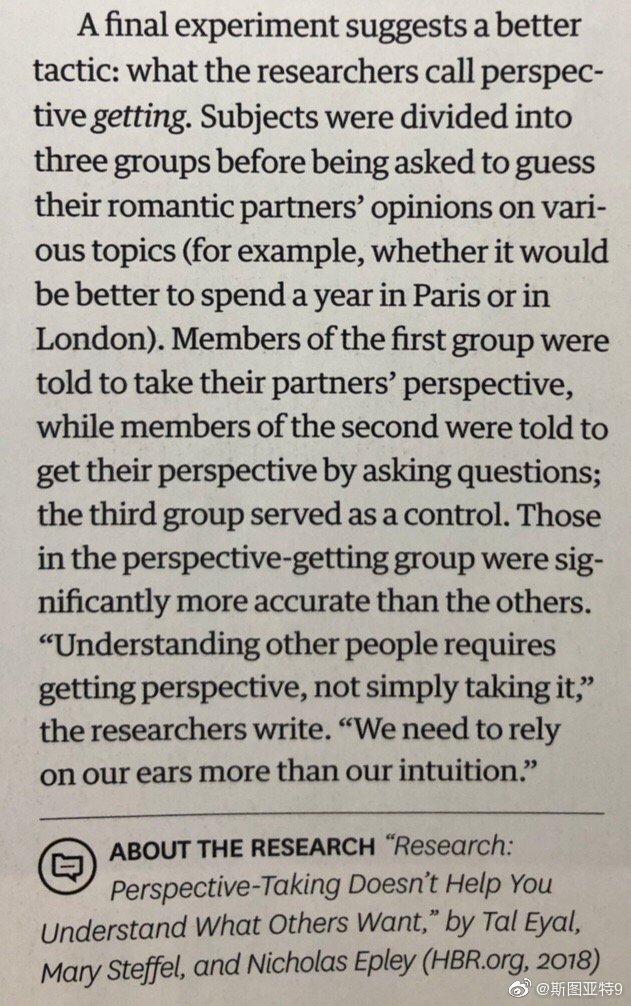 A final experiment suggests a better
tactic: what the researchers call perspec-
tive getting. Subjects were divided into
three groups before being asked to guess
their romantic partners’ opinions on vari-
ous topics (for example, whether it would
be better to spend a year in Paris or in
London). Members of the first group were
told to take their partners’ perspective,
while members of the second were told to
get their perspective by asking questions;
the third group served as a control. Those
in the perspective-getting group were sig-
nificantly more accurate than the others.
“Understanding other people requires
getting perspective, not simply taking it,”
the researchers write. “We need to rely
on our ears more than our intuition.”
ABOUT THE RESEARCH “Research:
Perspective-Taking Doesn’t Help You
Understand What Others Want,” by Tal Eyal,
Mary Steffel, and Nicholas Epley (HBR.org, 2018)
@斯图亚特9